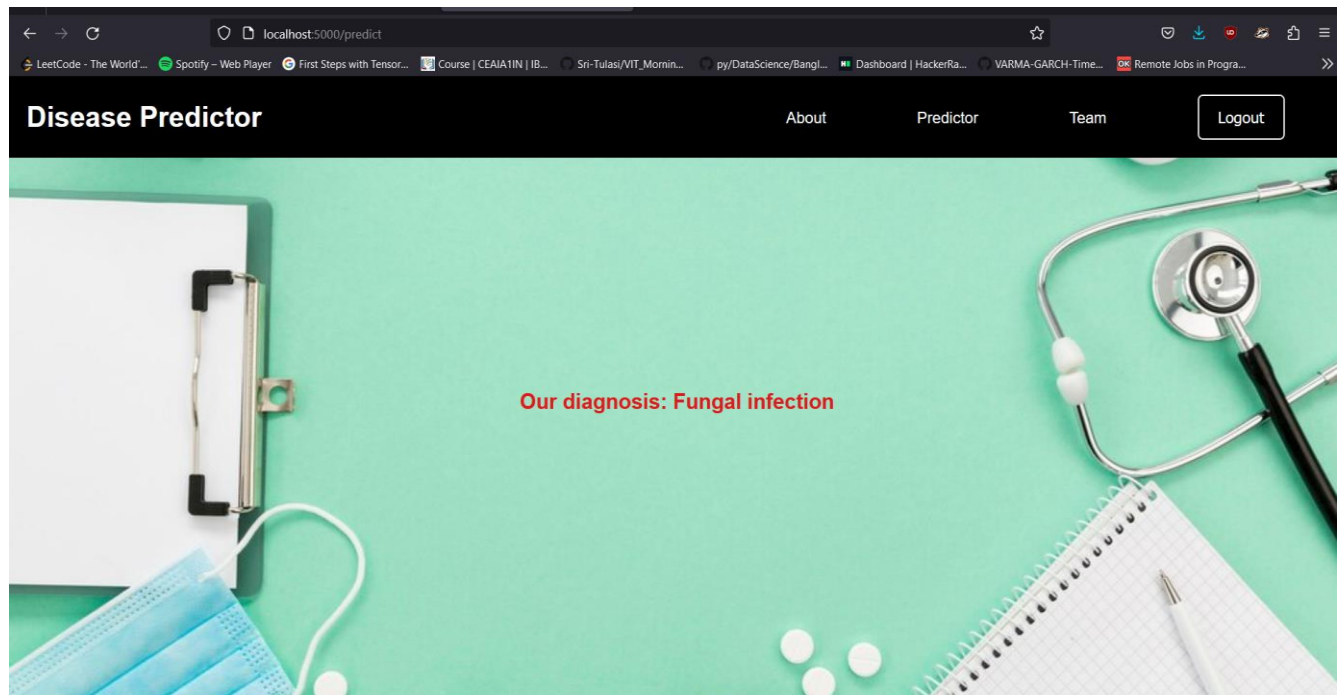 localhost:5000/predict
LeetCode - The World'... Spotify – Web Player First Steps with Tensor... Course | CEAIA1IN | IB... Sri-Tulasi/VIT_Mornin... py/DataScience/Bangl... Dashboard | HackerRa... VARMA-GARCH-Time... OK Remote Jobs in Progra...
Disease Predictor About Predictor Team Logout
Our diagnosis: Fungal infection